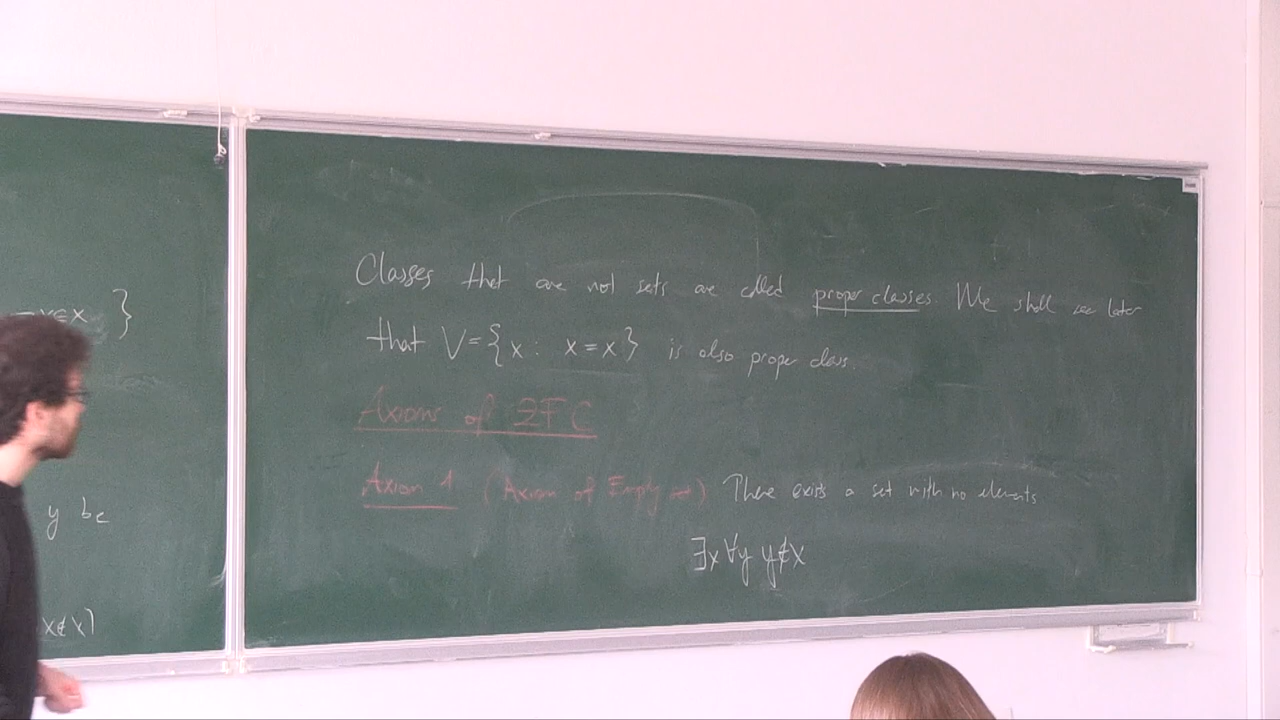 x∈x }
y be
x∉x)
Classes that are not sets are called proper classes. We shall see later
that V={x: x=x} is also proper class.
Axioms of ZFC
Axiom 1 (Axiom of Empty set) There exists a set with no elements
∃x∀y y∉x